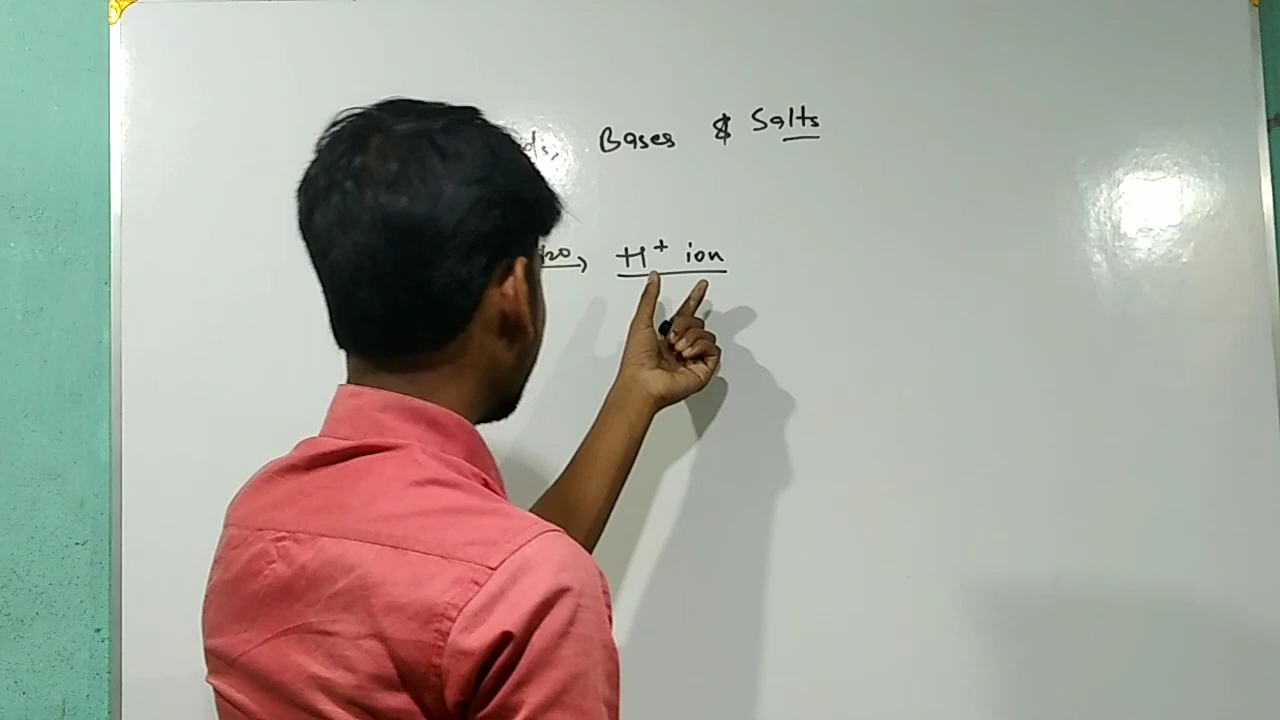 Bases & Salts
H⁺ ion